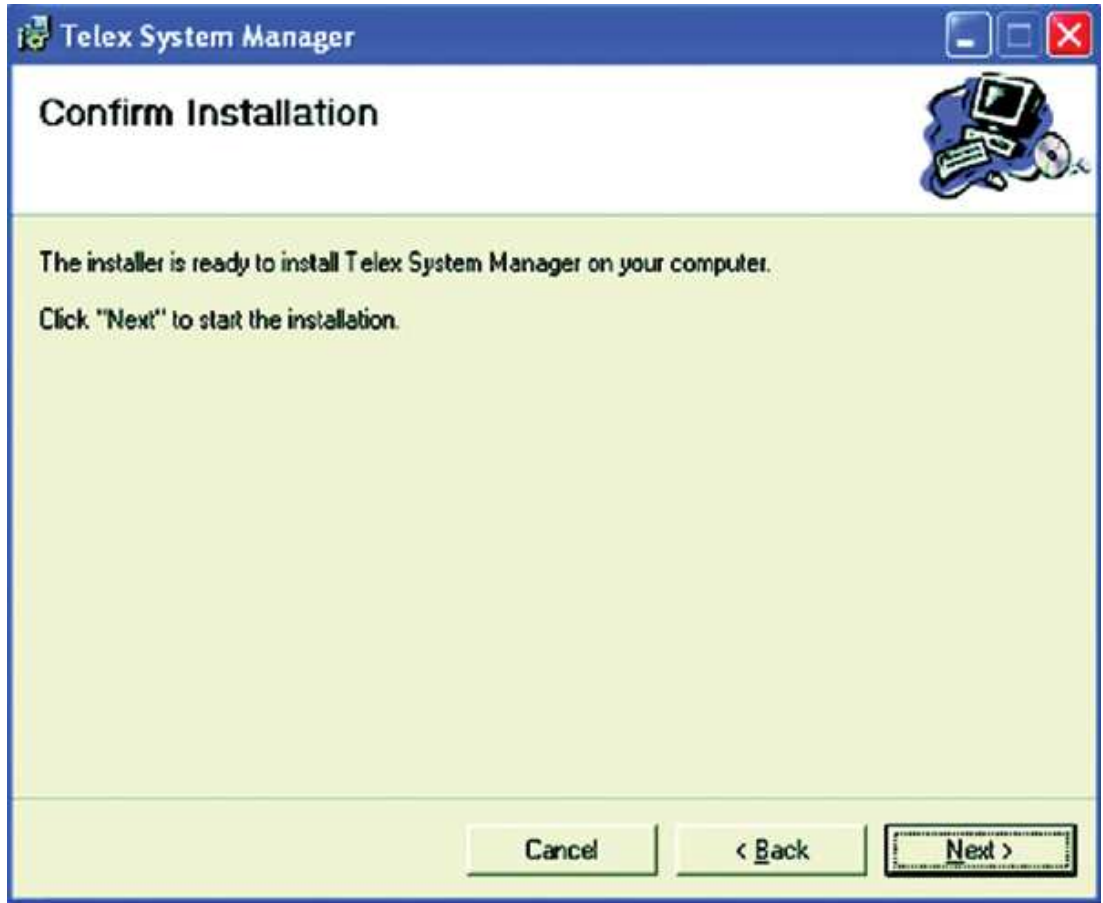 Telex System Manager
Confirm Installation
The installer is ready to install Telex System Manager on your computer.
Click "Next" to start the installation.
Cancel
< Back
Next >